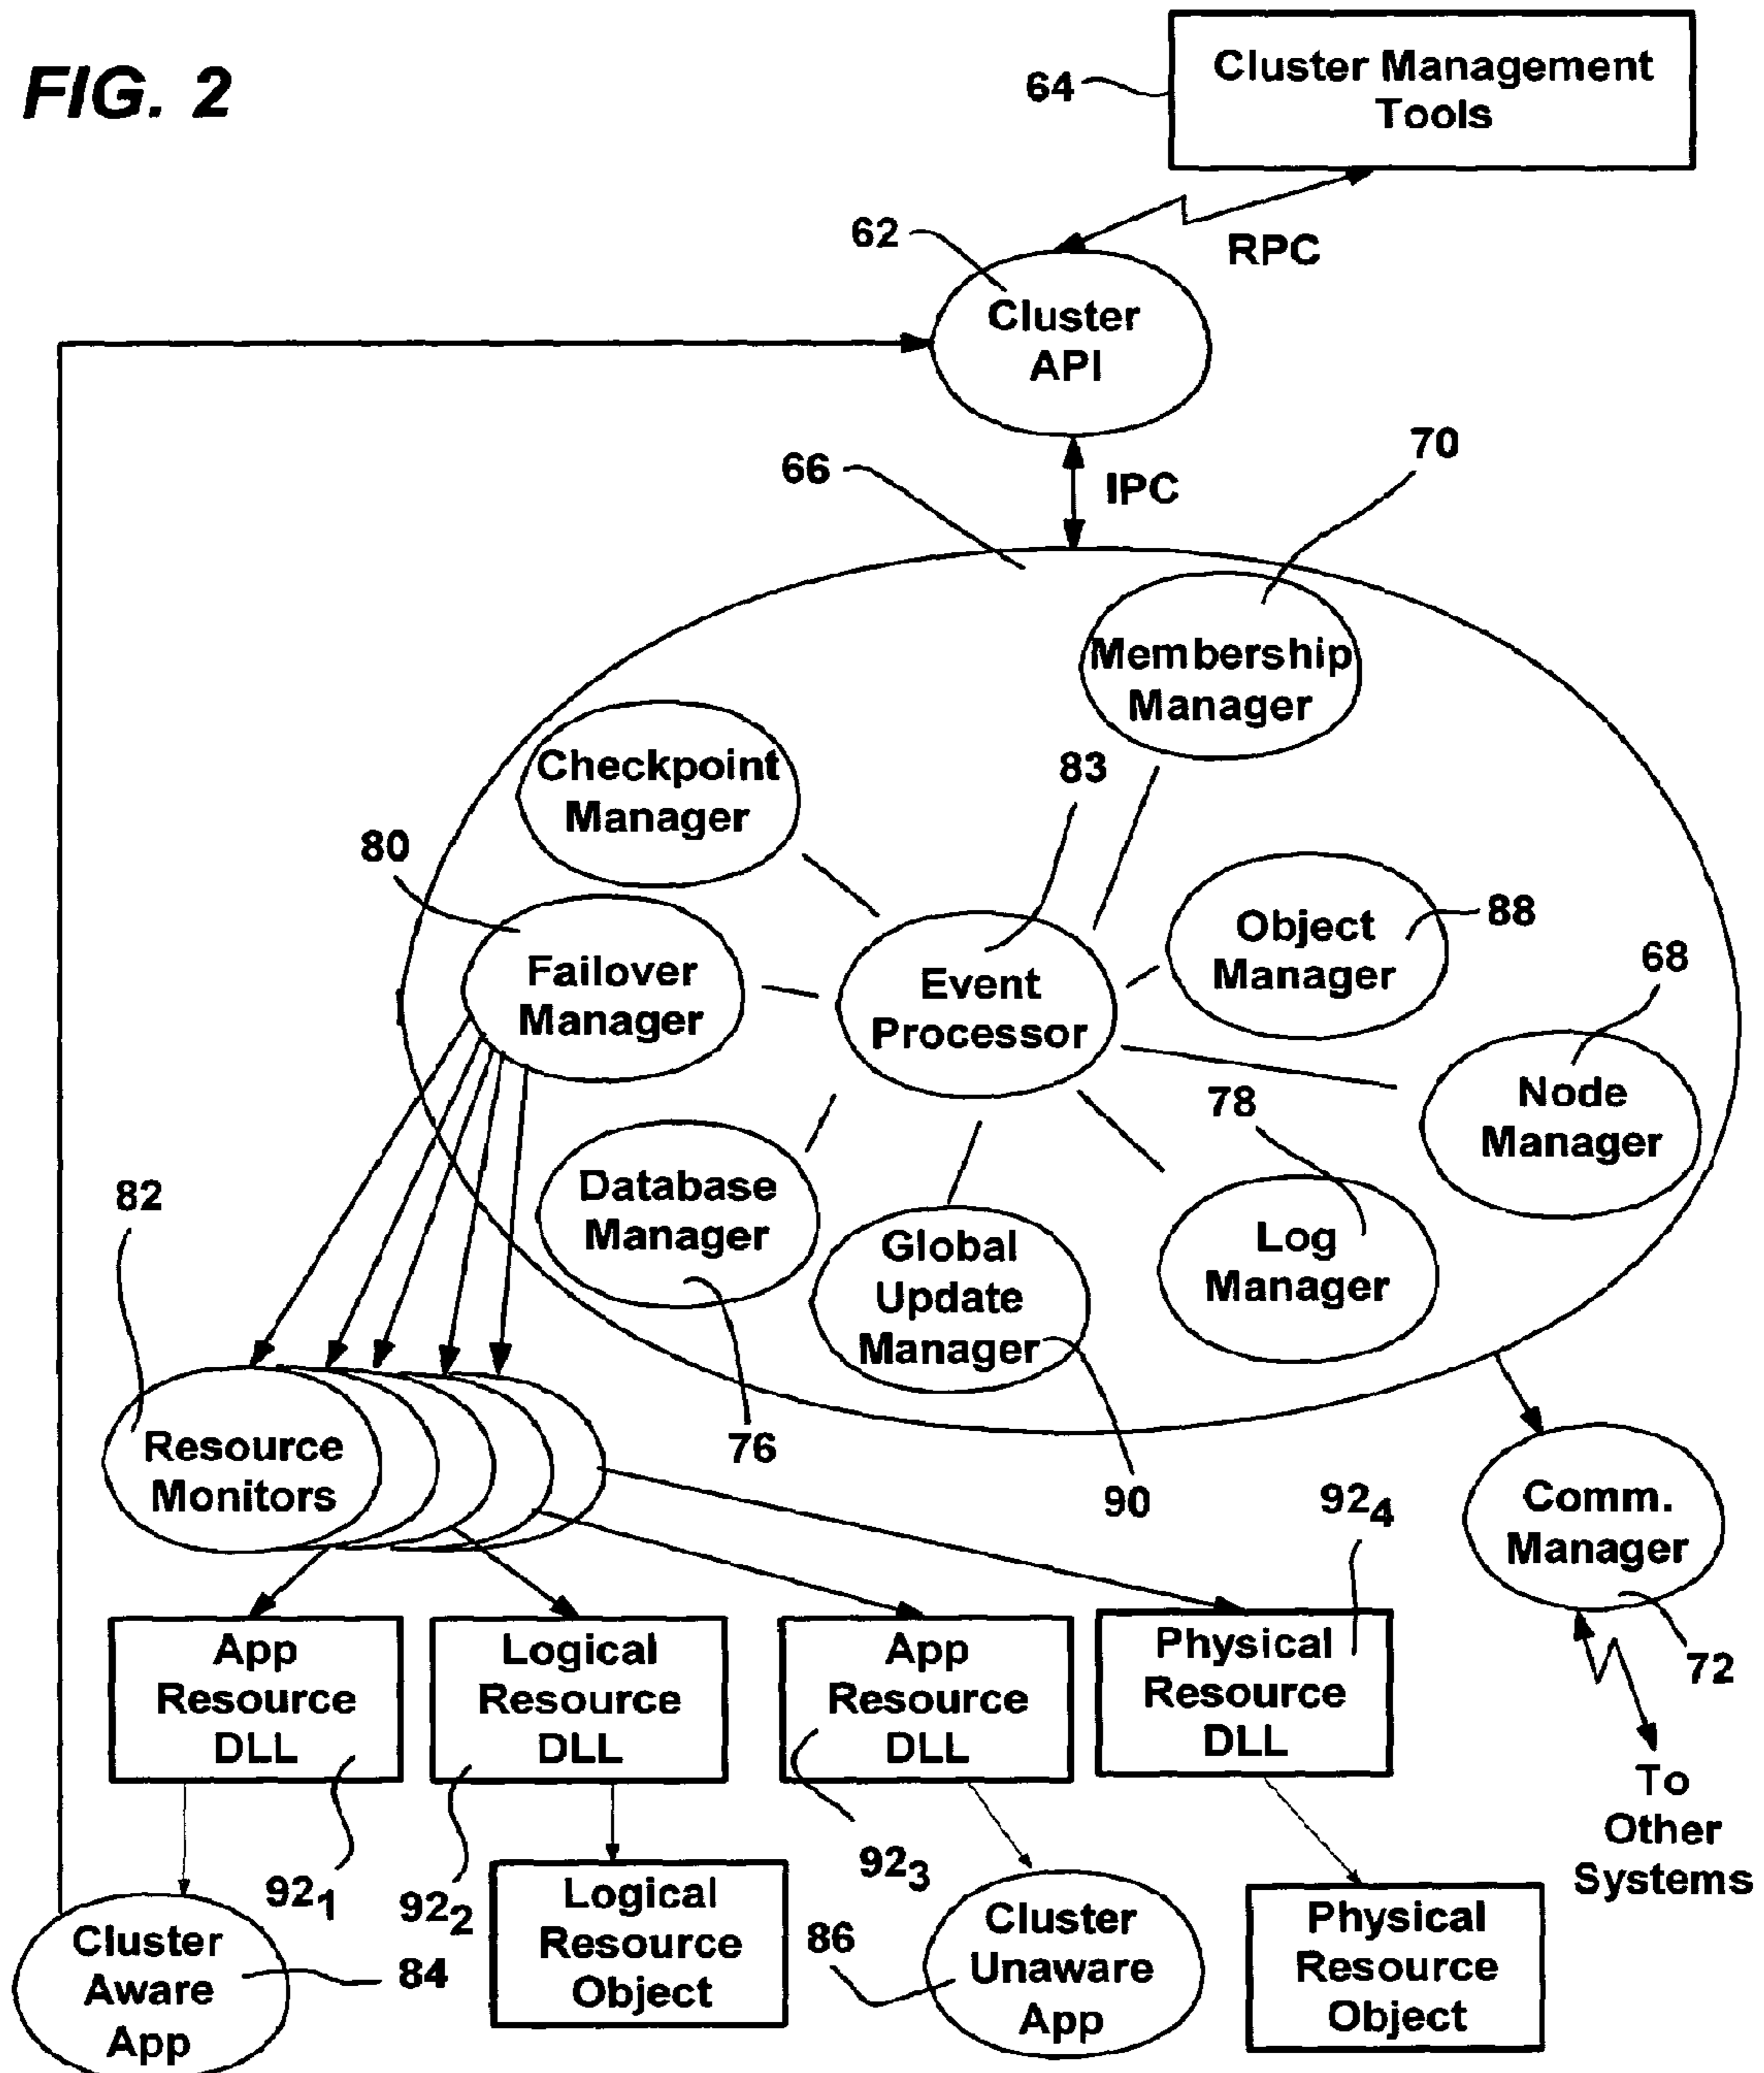 FIG. 2
64
Cluster Management
Tools
62
RPC
Cluster
API
66
IPC
70
Membership
Manager
Checkpoint
Manager
83
80
Object
Manager
88
Failover
Manager
Event
Processor
68
Node
Manager
78
82
Database
Manager
Global
Update
Manager
Log
Manager
Resource
Monitors
76
90
92₄
Comm.
Manager
72
App
Resource
DLL
Logical
Resource
DLL
App
Resource
DLL
Physical
Resource
DLL
To
Other
Systems
92₁
92₂
92₃
Cluster
Aware
App
84
Logical
Resource
Object
86
Cluster
Unaware
App
Physical
Resource
Object